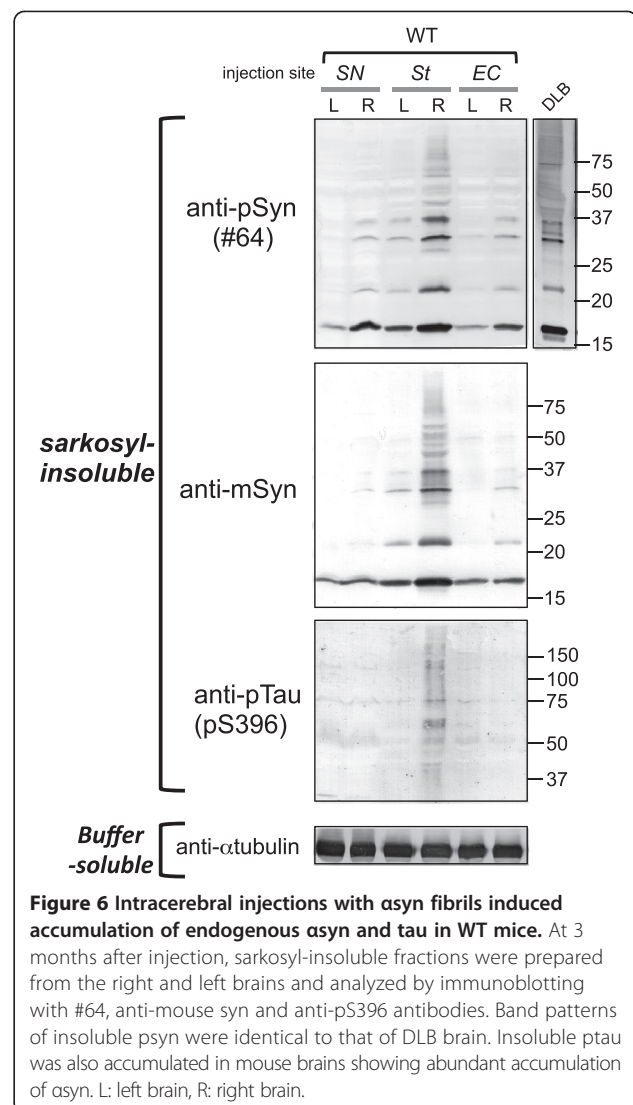 WT
injection site SN St EC
L R L R L R DLB
anti-pSyn
(#64)
75
50
37
25
20
15
sarkosyl-
insoluble
anti-mSyn
75
50
37
25
20
15
anti-pTau
(pS396)
150
100
75
50
37
Buffer
-soluble
anti-αtubulin
Figure 6 Intracerebral injections with αsyn fibrils induced
accumulation of endogenous αsyn and tau in WT mice. At 3
months after injection, sarkosyl-insoluble fractions were prepared
from the right and left brains and analyzed by immunoblotting
with #64, anti-mouse syn and anti-pS396 antibodies. Band patterns
of insoluble psyn were identical to that of DLB brain. Insoluble ptau
was also accumulated in mouse brains showing abundant accumulation
of αsyn. L: left brain, R: right brain.